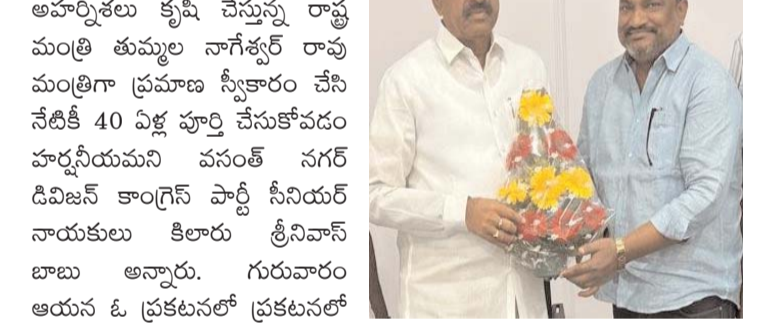 అహర్నిశలు కృషి చేస్తున్న రాష్ట్ర
మంత్రి తుమ్మల నాగేశ్వర్ రావు
మంత్రిగా ప్రమాణ స్వీకారం చేసి
నేటికీ 40 ఏళ్ల పూర్తి చేసుకోవడం
హర్షనీయమని వసంత్ నగర్
డివిజన్ కాంగ్రెస్ పార్టీ సీనియర్
నాయకులు కిలారు శ్రీనివాస్
బాబు అన్నారు. గురువారం
ఆయన ఓ ప్రకటనలో ప్రకటనలో